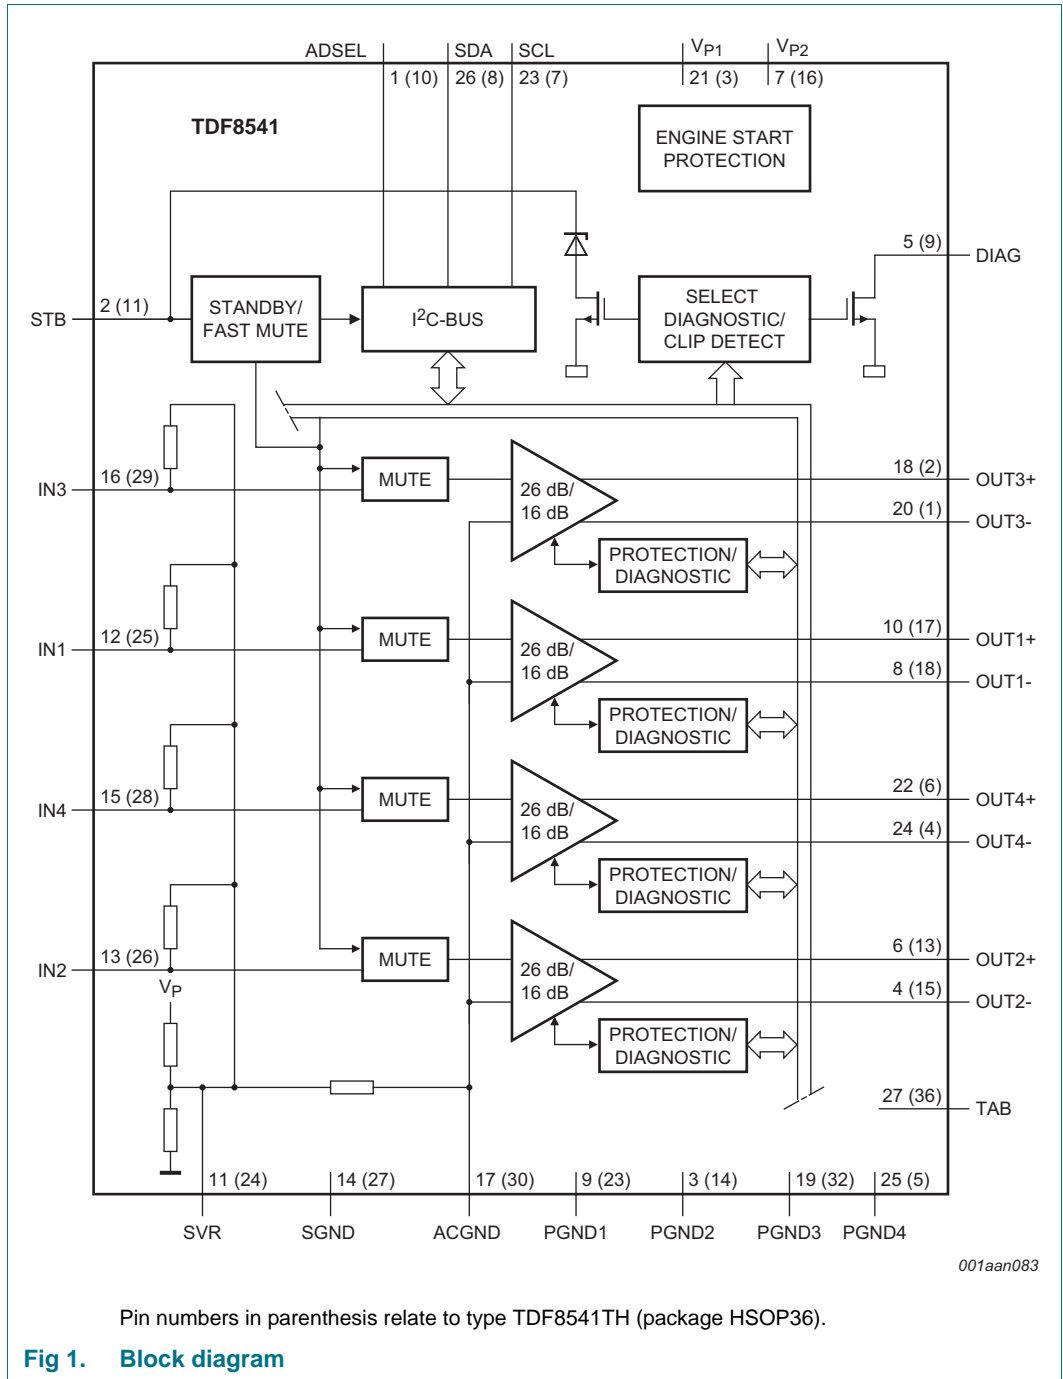 ADSEL SDA SCL VP1 VP2
1 (10) 26 (8) 23 (7) 21 (3) 7 (16)
TDF8541
ENGINE START
PROTECTION
5 (9) DIAG
STB 2 (11)
STANDBY/
FAST MUTE
I2C-BUS
SELECT
DIAGNOSTIC/
CLIP DETECT
IN3 16 (29) MUTE
26 dB/
16 dB
18 (2) OUT3+
20 (1) OUT3-
PROTECTION/
DIAGNOSTIC
IN1 12 (25) MUTE
26 dB/
16 dB
10 (17) OUT1+
8 (18) OUT1-
PROTECTION/
DIAGNOSTIC
IN4 15 (28) MUTE
26 dB/
16 dB
22 (6) OUT4+
24 (4) OUT4-
PROTECTION/
DIAGNOSTIC
IN2 13 (26) MUTE
26 dB/
16 dB
6 (13) OUT2+
4 (15) OUT2-
VP
PROTECTION/
DIAGNOSTIC
27 (36) TAB
11 (24) 14 (27) 17 (30) 9 (23) 3 (14) 19 (32) 25 (5)
SVR SGND ACGND PGND1 PGND2 PGND3 PGND4
001aan083
Pin numbers in parenthesis relate to type TDF8541TH (package HSOP36).
Fig 1. Block diagram